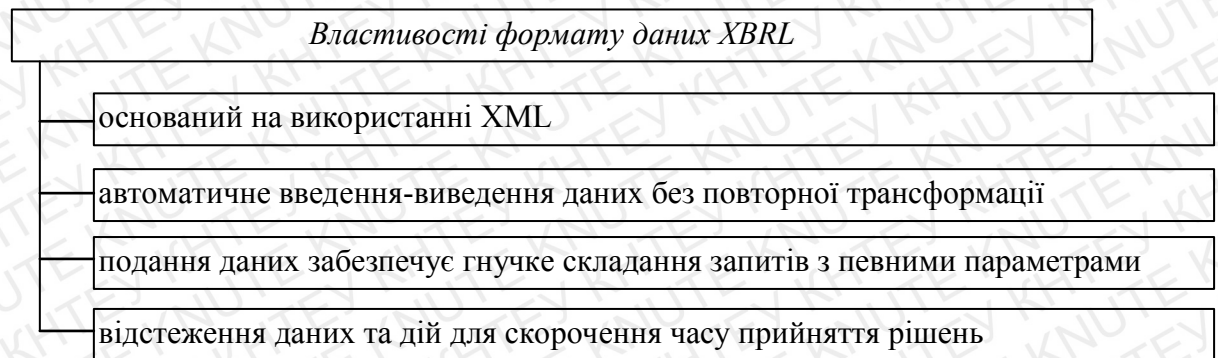 Властивості формату даних XBRL
оснований на використанні XML
автоматичне введення-виведення даних без повторної трансформації
подання даних забезпечує гнучке складання запитів з певними параметрами
відстеження даних та дій для скорочення часу прийняття рішень